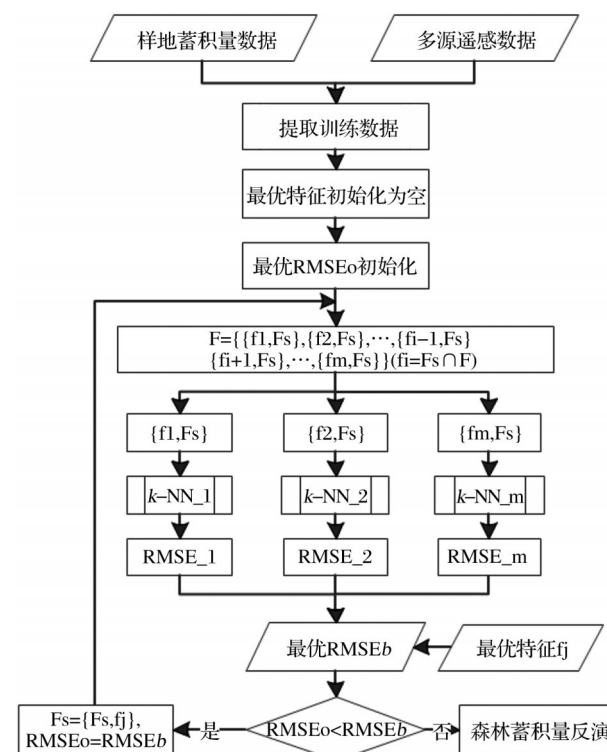 样地蓄积量数据
多源遥感数据
提取训练数据
最优特征初始化为空
最优RMSEo初始化
F={{f1,Fs},{f2,Fs},…,{fi−1,Fs}
{fi+1,Fs},…,{fm,Fs}}(fi=Fs∩F)
{f1,Fs}
{f2,Fs}
{fm,Fs}
k−NN_1
k−NN_2
k−NN_m
RMSE_1
RMSE_2
RMSE_m
最优RMSEb
最优特征fj
Fs={Fs,fj},
RMSEo=RMSEb
是
RMSEo<RMSEb
否
森林蓄积量反演